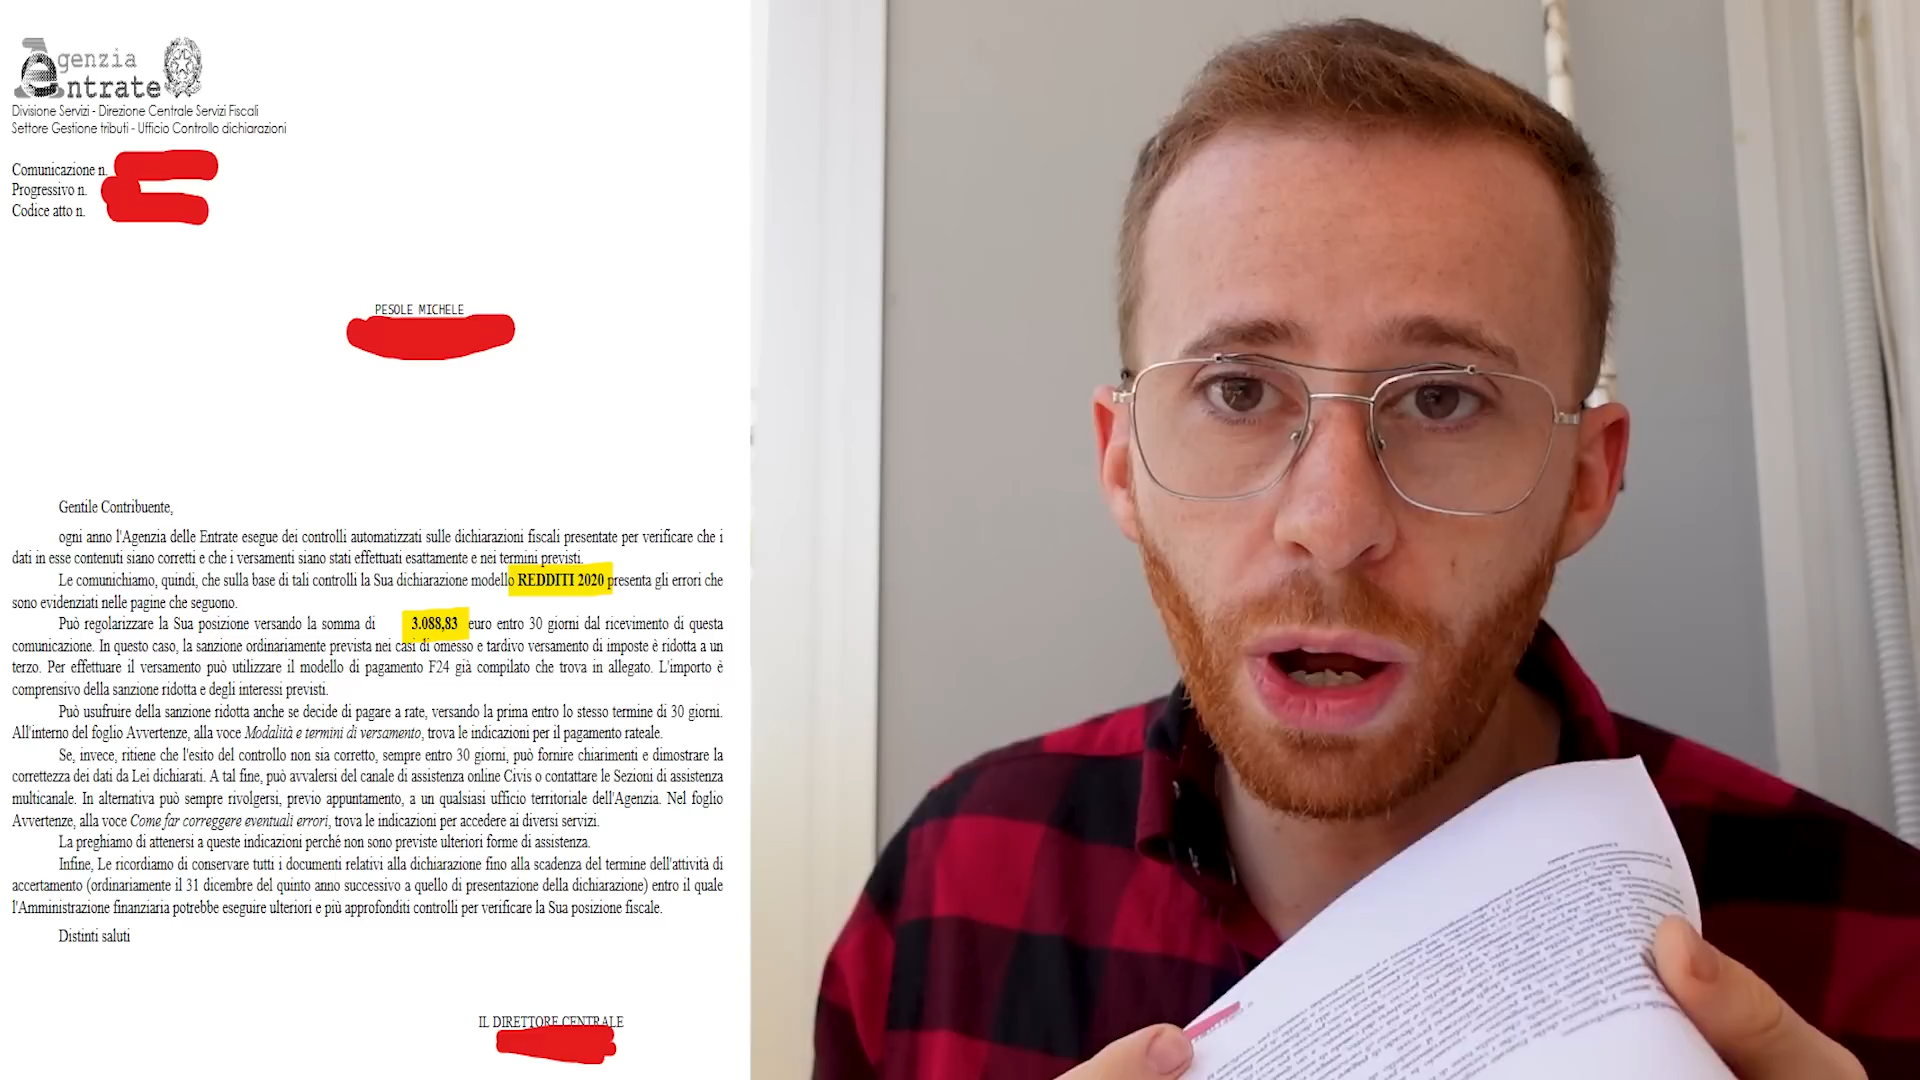 Agenzia
entrate
Divisione Servizi - Direzione Centrale Servizi Fiscali
Settore Gestione tributi - Ufficio Controllo dichiarazioni
Comunicazione n.
Progressivo n.
Codice atto n.
PESOLE MICHELE
Gentile Contribuente,
ogni anno l'Agenzia delle Entrate esegue dei controlli automatizzati sulle dichiarazioni fiscali presentate per verificare che i
dati in esse contenuti siano corretti e che i versamenti siano stati effettuati esattamente e nei termini previsti.
Le comunichiamo, quindi, che sulla base di tali controlli la Sua dichiarazione modello REDDITI 2020 presenta gli errori che
sono evidenziati nelle pagine che seguono.
Può regolarizzare la Sua posizione versando la somma di 3.088,83 euro entro 30 giorni dal ricevimento di questa
comunicazione. In questo caso, la sanzione ordinariamente prevista nei casi di omesso e tardivo versamento di imposte è ridotta a un
terzo. Per effettuare il versamento può utilizzare il modello di pagamento F24 già compilato che trova in allegato. L'importo è
comprensivo della sanzione ridotta e degli interessi previsti.
Può usufruire della sanzione ridotta anche se decide di pagare a rate, versando la prima entro lo stesso termine di 30 giorni.
All'interno del foglio Avvertenze, alla voce Modalità e termini di versamento, trova le indicazioni per il pagamento rateale.
Se, invece, ritiene che l'esito del controllo non sia corretto, sempre entro 30 giorni, può fornire chiarimenti e dimostrare la
correttezza dei dati da Lei dichiarati. A tal fine, può avvalersi del canale di assistenza online Civis o contattare le Sezioni di assistenza
multicanale. In alternativa può sempre rivolgersi, previo appuntamento, a un qualsiasi ufficio territoriale dell'Agenzia. Nel foglio
Avvertenze, alla voce Come far correggere eventuali errori, trova le indicazioni per accedere ai diversi servizi.
La preghiamo di attenersi a queste indicazioni perché non sono previste ulteriori forme di assistenza.
Infine, Le ricordiamo di conservare tutti i documenti relativi alla dichiarazione fino alla scadenza del termine dell'attività di
accertamento (ordinariamente il 31 dicembre del quinto anno successivo a quello di presentazione della dichiarazione) entro il quale
l'Amministrazione finanziaria potrebbe eseguire ulteriori e più approfonditi controlli per verificare la Sua posizione fiscale.
Distinti saluti
IL DIRETTORE CENTRALE